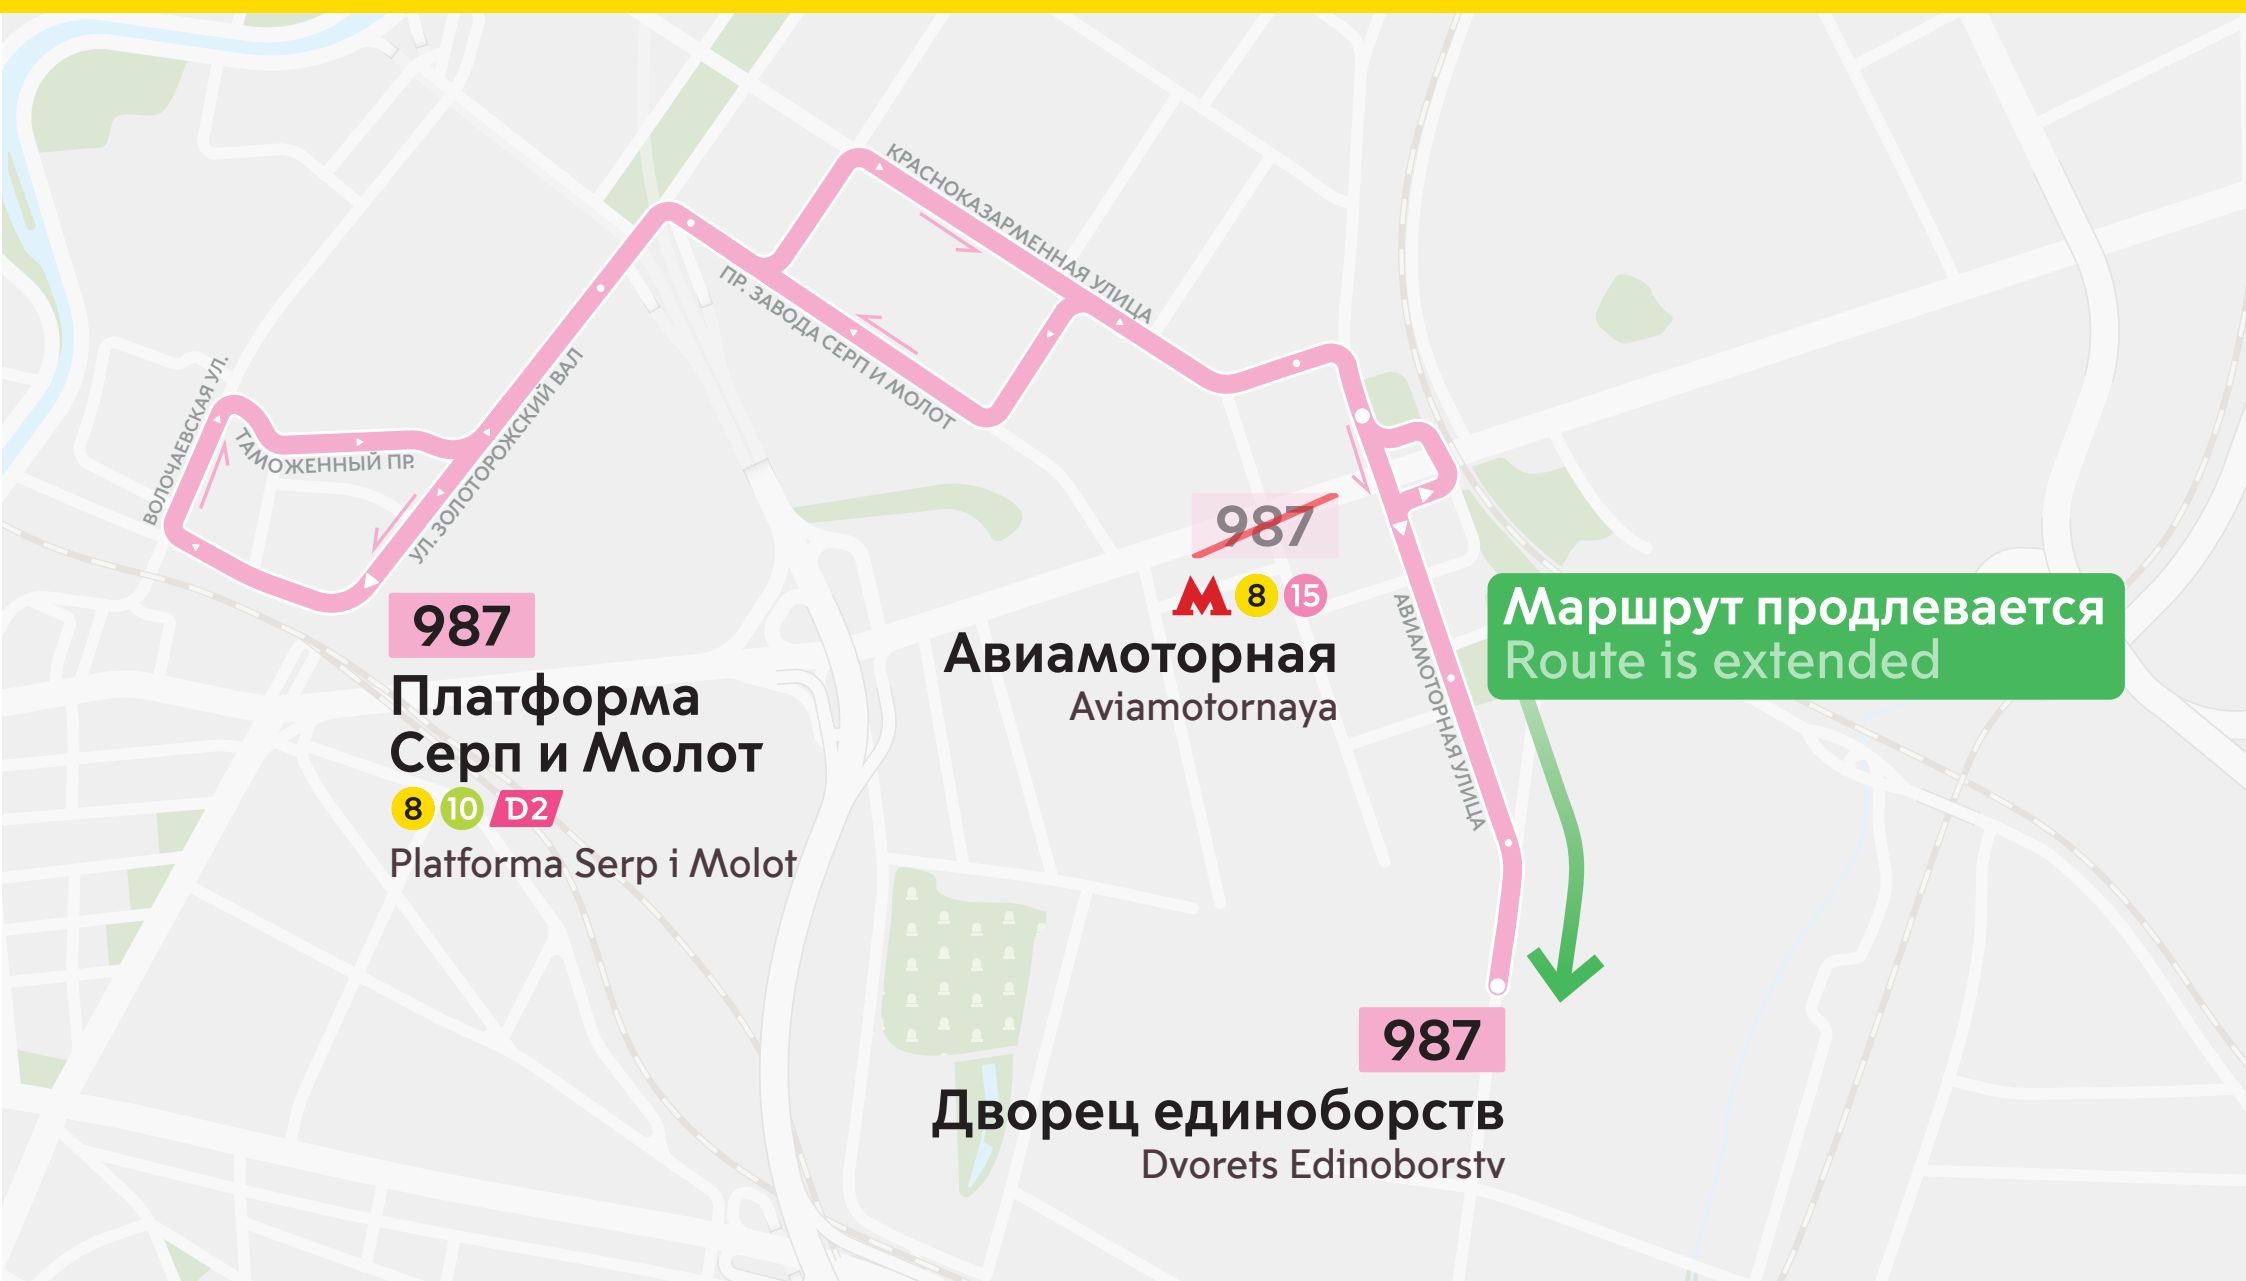 КРАСНОКАЗАРМЕННАЯ УЛИЦА
ПР. ЗАВОДА СЕРП И МОЛОТ
ВОЛОЧАЕВСКАЯ УЛ.
ТАМОЖЕННЫЙ ПР.
УЛ. ЗОЛОТОРОЖСКИЙ ВАЛ
987
Платформа
Серп и Молот
8 10 D2
Platforma Serp i Molot
987
М 8 15
Авиамоторная
Aviamotornaya
АВИАМОТОРНАЯ УЛИЦА
Маршрут продлевается
Route is extended
987
Дворец единоборств
Dvorets Edinoborstv